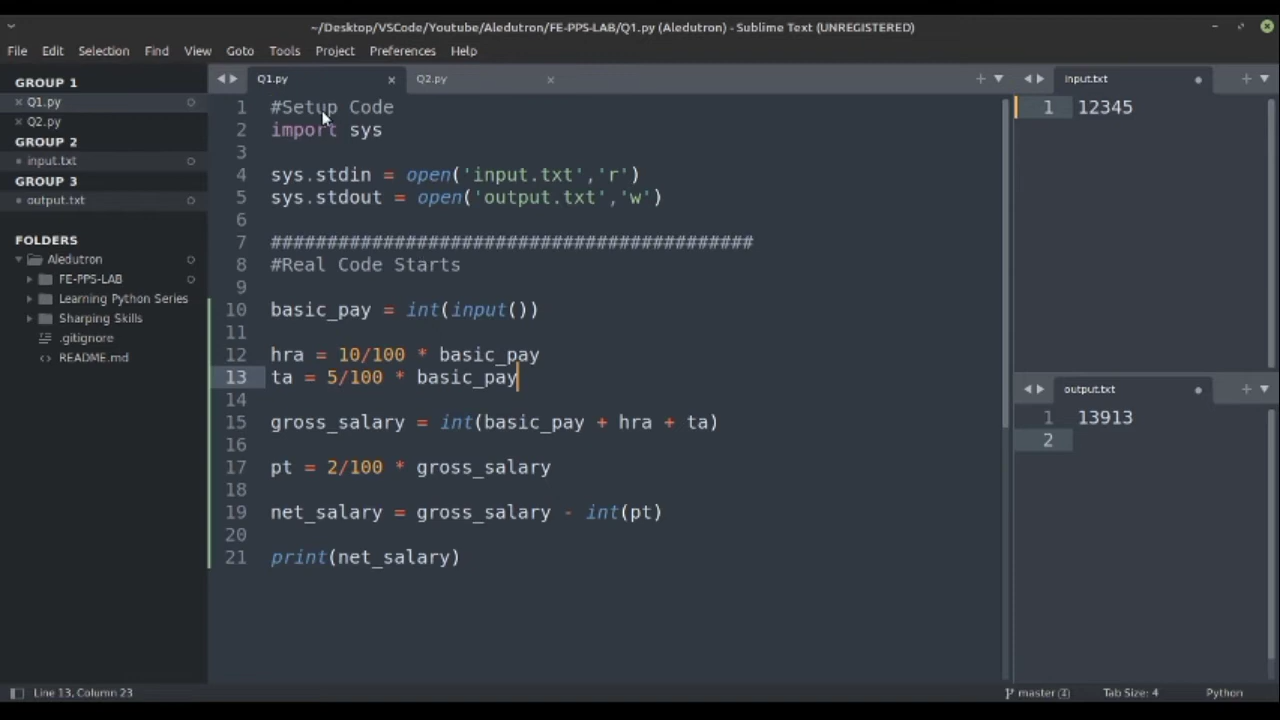 ~/Desktop/VSCode/Youtube/Aledutron/FE-PPS-LAB/Q1.py (Aledutron) - Sublime Text (UNREGISTERED)
File Edit Selection Find View Goto Tools Project Preferences Help
GROUP 1
Q1.py
Q2.py
GROUP 2
input.txt
GROUP 3
output.txt
FOLDERS
Aledutron
FE-PPS-LAB
Learning Python Series
Sharping Skills
.gitignore
README.md
Q1.py Q2.py
1 #Setup Code
2 import sys
3
4 sys.stdin = open('input.txt','r')
5 sys.stdout = open('output.txt','w')
6
7 ###########################################
8 #Real Code Starts
9
10 basic_pay = int(input())
11
12 hra = 10/100 * basic_pay
13 ta = 5/100 * basic_pay
14
15 gross_salary = int(basic_pay + hra + ta)
16
17 pt = 2/100 * gross_salary
18
19 net_salary = gross_salary - int(pt)
20
21 print(net_salary)
input.txt
1 12345
output.txt
1 13913
2
Line 13, Column 23 master (2) Tab Size: 4 Python